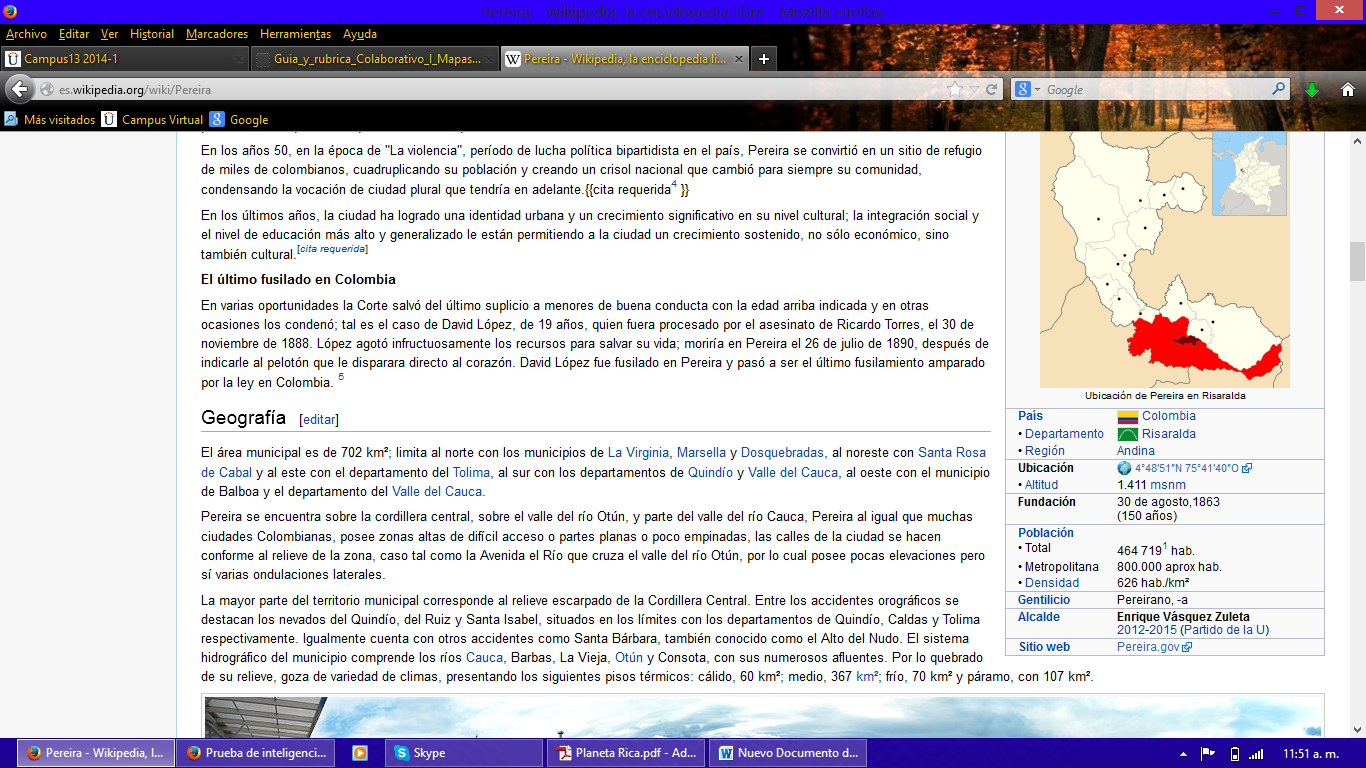 Pereira - Wikipedia, la enciclopedia libre - Mozilla Firefox
Archivo Editar Ver Historial Marcadores Herramientas Ayuda
Campus13 2014-1
Guia_y_rubrica_Colaborativo_I_Mapas...
Pereira - Wikipedia, la enciclopedia li...
es.wikipedia.org/wiki/Pereira
Google
Más visitados Campus Virtual Google
En los años 50, en la época de "La violencia", período de lucha política bipartidista en el país, Pereira se convirtió en un sitio de refugio
de miles de colombianos, cuadruplicando su población y creando un crisol nacional que cambió para siempre su comunidad,
condensando la vocación de ciudad plural que tendría en adelante.{{cita requerida4 }}
En los últimos años, la ciudad ha logrado una identidad urbana y un crecimiento significativo en su nivel cultural; la integración social y
el nivel de educación más alto y generalizado le están permitiendo a la ciudad un crecimiento sostenido, no sólo económico, sino
también cultural.[cita requerida]
El último fusilado en Colombia
En varias oportunidades la Corte salvó del último suplicio a menores de buena conducta con la edad arriba indicada y en otras
ocasiones los condenó; tal es el caso de David López, de 19 años, quien fuera procesado por el asesinato de Ricardo Torres, el 30 de
noviembre de 1888. López agotó infructuosamente los recursos para salvar su vida; moriría en Pereira el 26 de julio de 1890, después de
indicarle al pelotón que le disparara directo al corazón. David López fue fusilado en Pereira y pasó a ser el último fusilamiento amparado
por la ley en Colombia. 5
Geografía [editar]
El área municipal es de 702 km²; limita al norte con los municipios de La Virginia, Marsella y Dosquebradas, al noreste con Santa Rosa
de Cabal y al este con el departamento del Tolima, al sur con los departamentos de Quindío y Valle del Cauca, al oeste con el municipio
de Balboa y el departamento del Valle del Cauca.
Pereira se encuentra sobre la cordillera central, sobre el valle del río Otún, y parte del valle del río Cauca, Pereira al igual que muchas
ciudades Colombianas, posee zonas altas de difícil acceso o partes planas o poco empinadas, las calles de la ciudad se hacen
conforme al relieve de la zona, caso tal como la Avenida el Río que cruza el valle del río Otún, por lo cual posee pocas elevaciones pero
sí varias ondulaciones laterales.
La mayor parte del territorio municipal corresponde al relieve escarpado de la Cordillera Central. Entre los accidentes orográficos se
destacan los nevados del Quindío, del Ruiz y Santa Isabel, situados en los límites con los departamentos de Quindío, Caldas y Tolima
respectivamente. Igualmente cuenta con otros accidentes como Santa Bárbara, también conocido como el Alto del Nudo. El sistema
hidrográfico del municipio comprende los ríos Cauca, Barbas, La Vieja, Otún y Consota, con sus numerosos afluentes. Por lo quebrado
de su relieve, goza de variedad de climas, presentando los siguientes pisos térmicos: cálido, 60 km²; medio, 367 km²; frío, 70 km² y páramo, con 107 km².
Ubicación de Pereira en Risaralda
País Colombia
• Departamento Risaralda
• Región Andina
Ubicación 4°48′51″N 75°41′40″O
• Altitud 1.411 msnm
Fundación 30 de agosto,1863
(150 años)
Población
• Total 464 7191 hab.
• Metropolitana 800.000 aprox hab.
• Densidad 626 hab./km²
Gentilicio Pereirano, -a
Alcalde Enrique Vásquez Zuleta
2012-2015 (Partido de la U)
Sitio web Pereira.gov
Pereira - Wikipedia, l...
Prueba de inteligenci...
Skype
Planeta Rica.pdf - Ad...
Nuevo Documento d...
11:51 a. m.